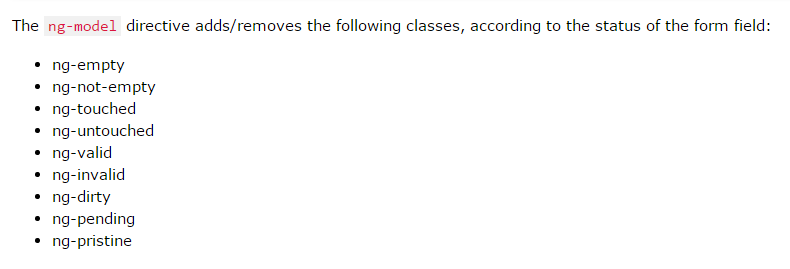 The ng-model directive adds/removes the following classes, according to the status of the form field:
• ng-empty
• ng-not-empty
• ng-touched
• ng-untouched
• ng-valid
• ng-invalid
• ng-dirty
• ng-pending
• ng-pristine